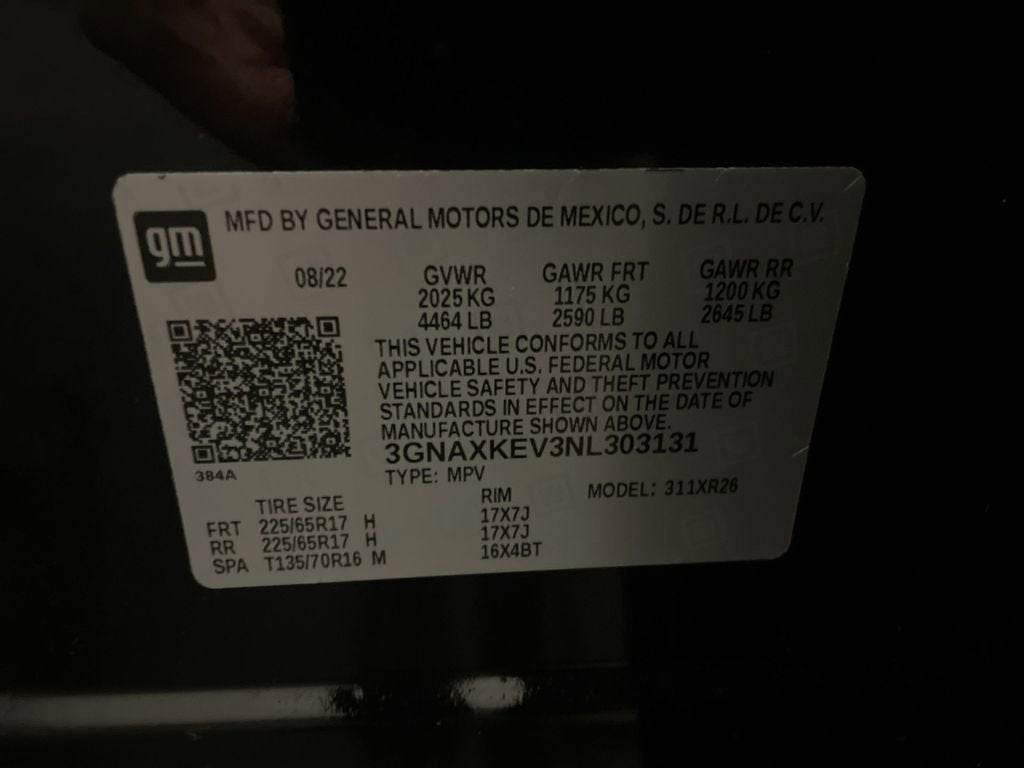 gm
MFD BY GENERAL MOTORS DE MEXICO, S. DE R.L. DE C.V.
08/22 GVWR GAWR FRT GAWR RR
2025 KG 1175 KG 1200 KG
4464 LB 2590 LB 2645 LB
THIS VEHICLE CONFORMS TO ALL
APPLICABLE U.S. FEDERAL MOTOR
VEHICLE SAFETY AND THEFT PREVENTION
STANDARDS IN EFFECT ON THE DATE OF
MANUFACTURE SHOWN ABOVE.
3GNAXKEV3NL303131
384A TYPE: MPV MODEL: 311XR26
TIRE SIZE RIM
FRT 225/65R17 H 17X7J
RR 225/65R17 H 17X7J
SPA T135/70R16 M 16X4BT